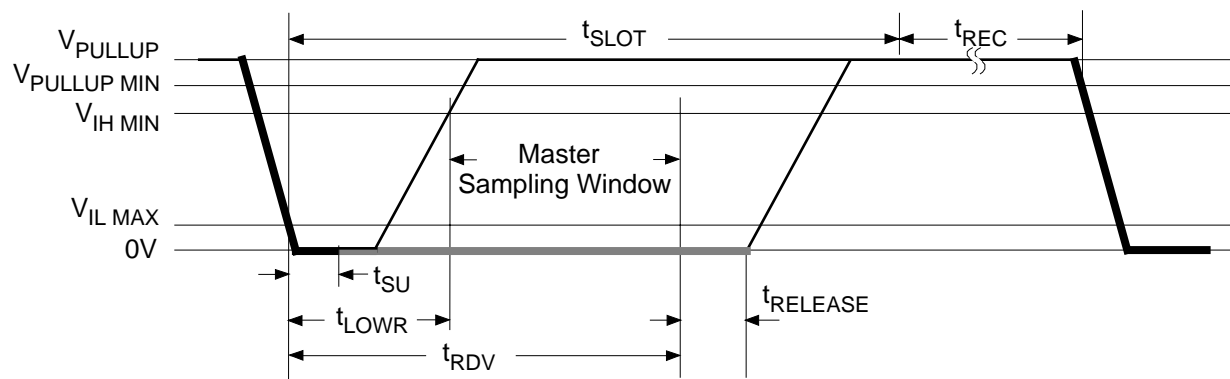 tSLOT
tREC
VPULLUP
VPULLUP MIN
VIH MIN
Master
Sampling Window
VIL MAX
0V
tSU
tRELEASE
tLOWR
tRDV